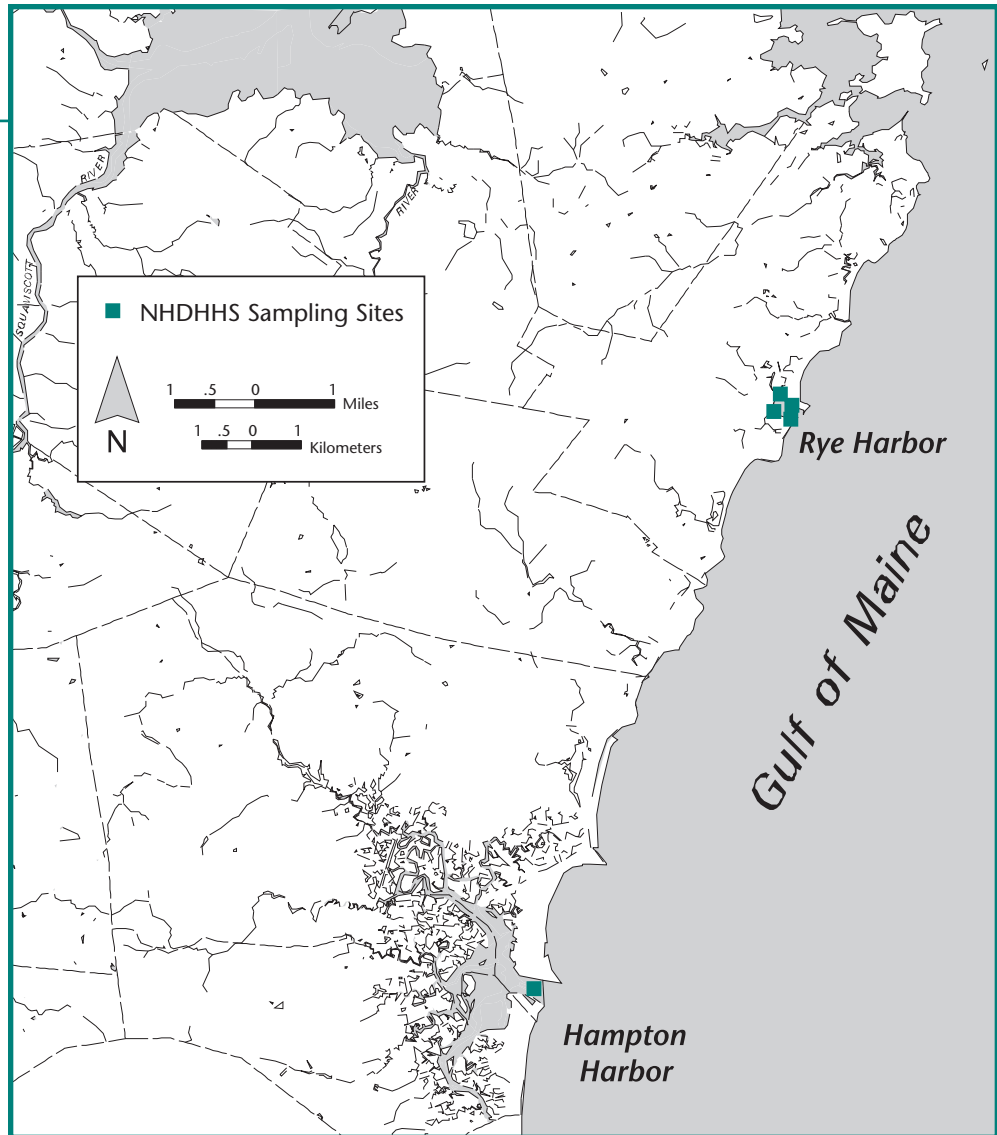 RIVER
RIVER
SQUAMSCOTT
NHDHHS Sampling Sites
1 .5 0 1
Miles
1 .5 0 1
Kilometers
N
Rye Harbor
Gulf of Maine
Hampton
Harbor